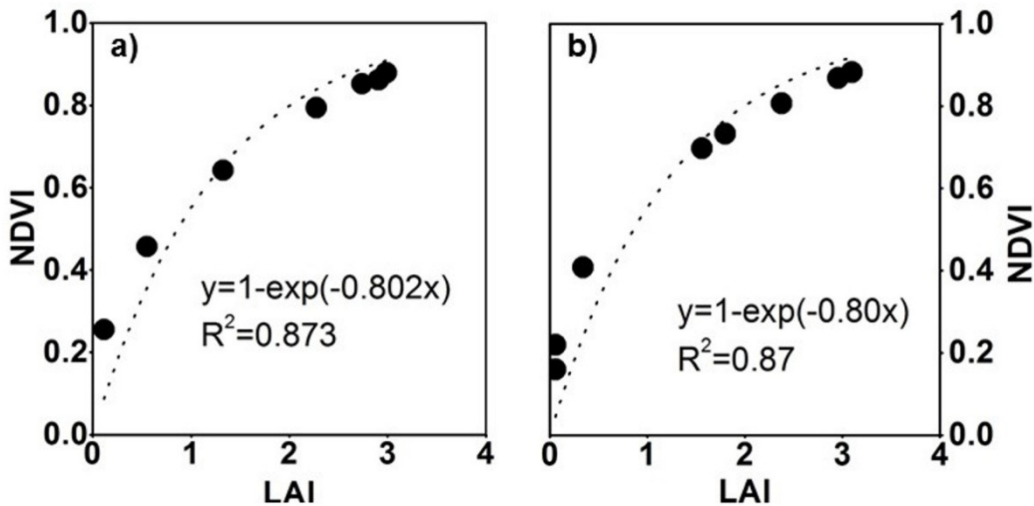 a)
NDVI
1.0
0.8
0.6
0.4
0.2
0.0
y=1-exp(-0.802x)
R²=0.873
0 1 2 3 4
LAI
b)
1.0
0.8
0.6
0.4
0.2
0.0
NDVI
y=1-exp(-0.80x)
R²=0.87
0 1 2 3 4
LAI